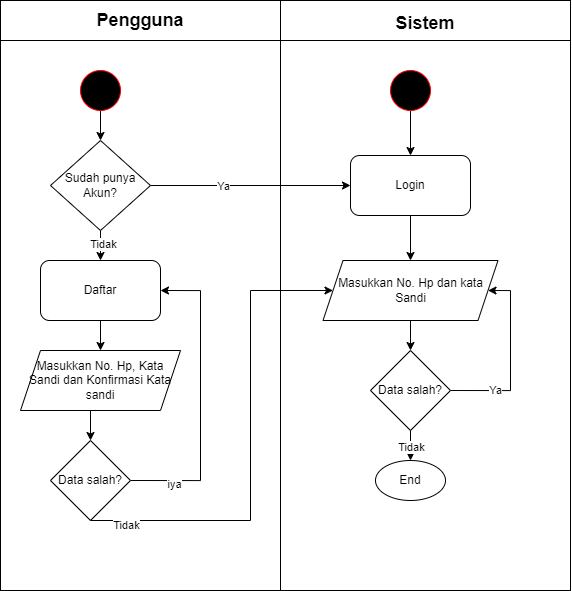 Pengguna
Sistem
Sudah punya
Akun?
Ya
Login
Tidak
Daftar
Masukkan No. Hp dan kata
Sandi
Masukkan No. Hp, Kata
Sandi dan Konfirmasi Kata
sandi
Data salah?
Ya
Tidak
Data salah?
iya
End
Tidak